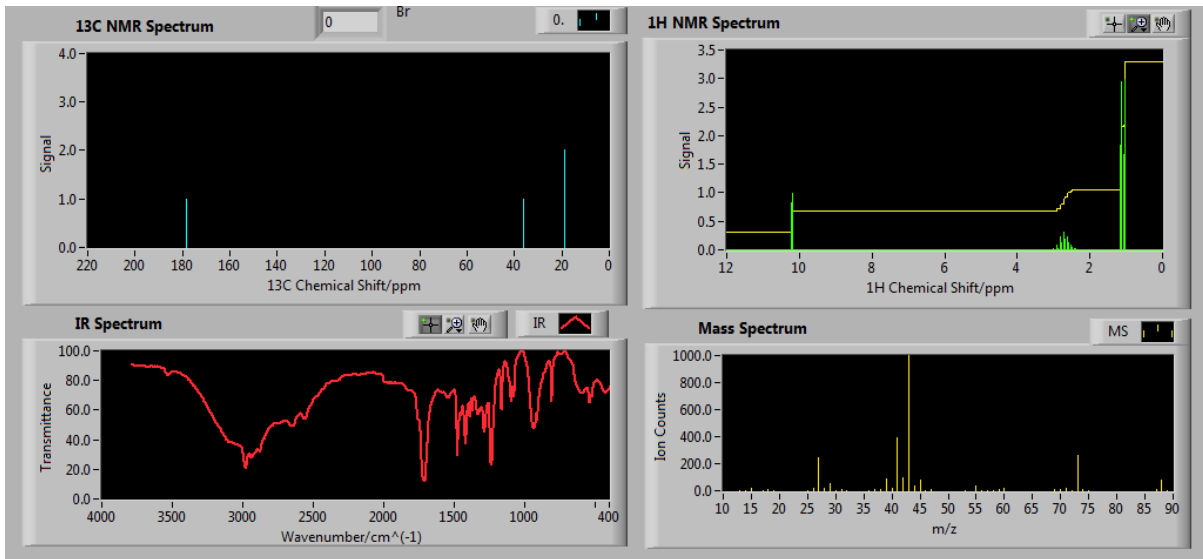 13C NMR Spectrum
0
Br
0.
4.0
3.0
2.0
1.0
0.0
Signal
220 200 180 160 140 120 100 80 60 40 20 0
13C Chemical Shift/ppm
1H NMR Spectrum
3.5
3.0
2.5
2.0
1.5
1.0
0.5
0.0
Signal
12 10 8 6 4 2 0
1H Chemical Shift/ppm
IR Spectrum
IR
100.0
80.0
60.0
40.0
20.0
0.0
Transmittance
4000 3000 2000 1000 400
Wavenumber/cm^(-1)
Mass Spectrum
MS
1000.0
800.0
600.0
400.0
200.0
0.0
Ion Counts
10 15 20 25 30 35 40 45 50 55 60 65 70 75 80 85 90
m/z